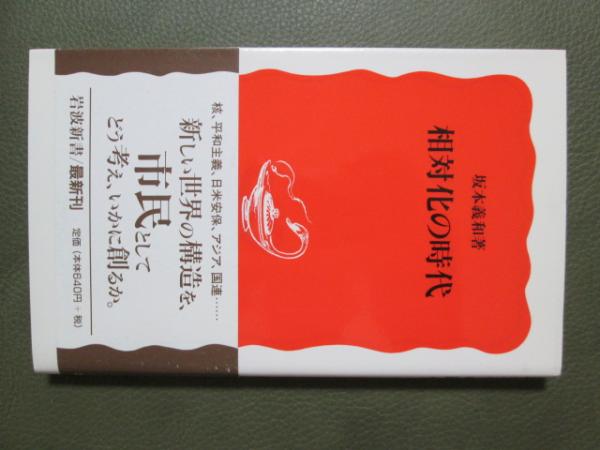 相対化の時代
坂本義和著
核、平和主義、日米安保、アジア、国連……
新しい世界の構造を、
市民として
どう考え、いかに創るか。
岩波新書/最新刊
定価(本体640円+税)